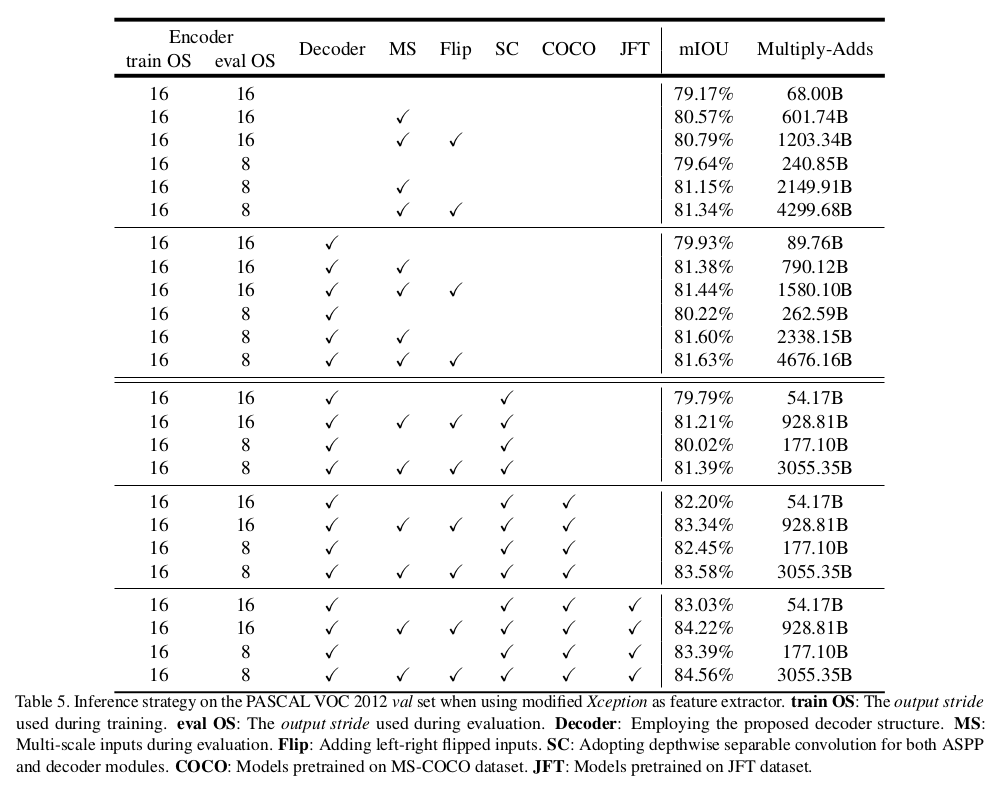 Encoder
train OS eval OS Decoder MS Flip SC COCO JFT mIOU Multiply-Adds
16 16 79.17% 68.00B
16 16 ✓ 80.57% 601.74B
16 16 ✓ ✓ 80.79% 1203.34B
16 8 79.64% 240.85B
16 8 ✓ 81.15% 2149.91B
16 8 ✓ ✓ 81.34% 4299.68B
16 16 ✓ 79.93% 89.76B
16 16 ✓ ✓ 81.38% 790.12B
16 16 ✓ ✓ ✓ 81.44% 1580.10B
16 8 ✓ 80.22% 262.59B
16 8 ✓ ✓ 81.60% 2338.15B
16 8 ✓ ✓ ✓ 81.63% 4676.16B
16 16 ✓ ✓ 79.79% 54.17B
16 16 ✓ ✓ ✓ ✓ 81.21% 928.81B
16 8 ✓ ✓ 80.02% 177.10B
16 8 ✓ ✓ ✓ ✓ 81.39% 3055.35B
16 16 ✓ ✓ ✓ 82.20% 54.17B
16 16 ✓ ✓ ✓ ✓ ✓ 83.34% 928.81B
16 8 ✓ ✓ ✓ 82.45% 177.10B
16 8 ✓ ✓ ✓ ✓ ✓ 83.58% 3055.35B
16 16 ✓ ✓ ✓ ✓ 83.03% 54.17B
16 16 ✓ ✓ ✓ ✓ ✓ ✓ 84.22% 928.81B
16 8 ✓ ✓ ✓ ✓ 83.39% 177.10B
16 8 ✓ ✓ ✓ ✓ ✓ ✓ 84.56% 3055.35B
Table 5. Inference strategy on the PASCAL VOC 2012 val set when using modified Xception as feature extractor. train OS: The output stride
used during training. eval OS: The output stride used during evaluation. Decoder: Employing the proposed decoder structure. MS:
Multi-scale inputs during evaluation. Flip: Adding left-right flipped inputs. SC: Adopting depthwise separable convolution for both ASPP
and decoder modules. COCO: Models pretrained on MS-COCO dataset. JFT: Models pretrained on JFT dataset.